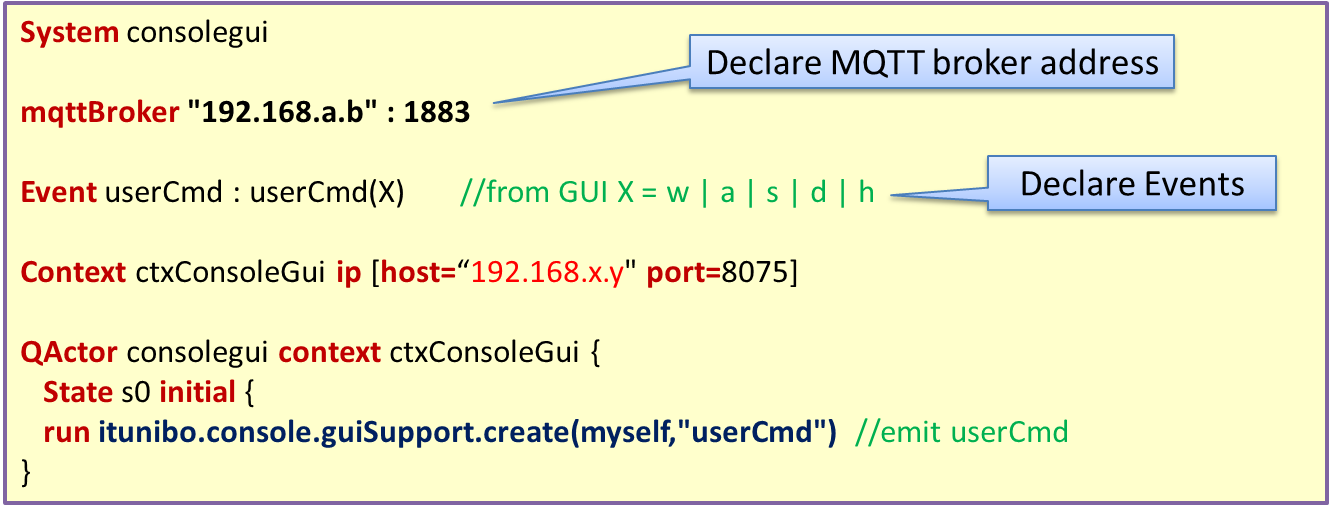 System consolegui
Declare MQTT broker address
mqttBroker "192.168.a.b" : 1883
Event userCmd : userCmd(X) //from GUI X = w | a | s | d | h
Declare Events
Context ctxConsoleGui ip [host=“192.168.x.y" port=8075]
QActor consolegui context ctxConsoleGui {
State s0 initial {
run itunibo.console.guiSupport.create(myself,"userCmd") //emit userCmd
}